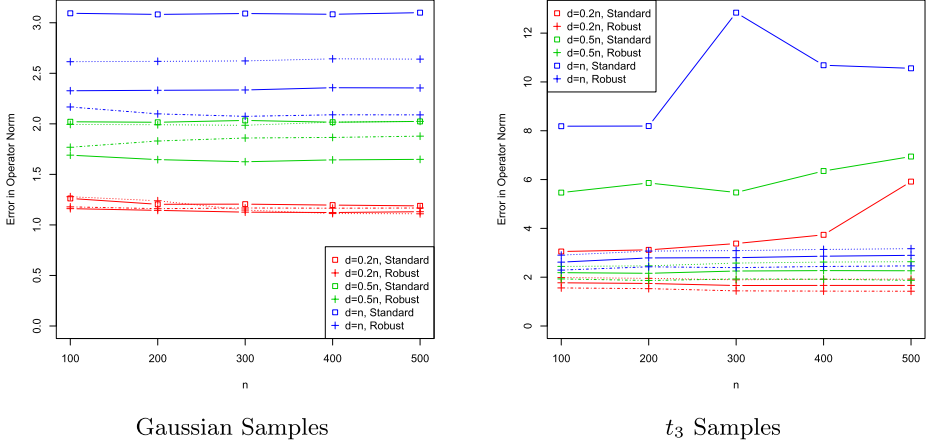 Error in Operator Norm
3.0
2.5
2.0
1.5
1.0
0.5
0.0
d=0.2n, Standard
d=0.2n, Robust
d=0.5n, Standard
d=0.5n, Robust
d=n, Standard
d=n, Robust
100 200 300 400 500
n
Gaussian Samples
Error in Operator Norm
12
10
8
6
4
2
0
d=0.2n, Standard
d=0.2n, Robust
d=0.5n, Standard
d=0.5n, Robust
d=n, Standard
d=n, Robust
100 200 300 400 500
n
t₃ Samples